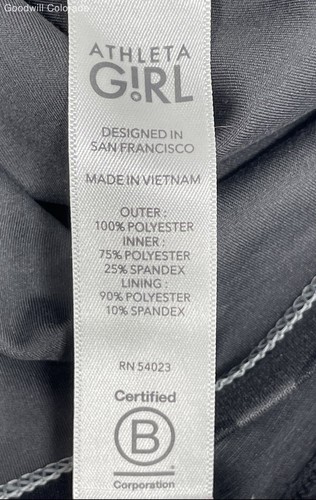 Goodwill Colorado
ATHLETA
GIRL
DESIGNED IN
SAN FRANCISCO
MADE IN VIETNAM
OUTER :
100% POLYESTER
INNER :
75% POLYESTER
25% SPANDEX
LINING :
90% POLYESTER
10% SPANDEX
RN 54023
Certified
B
Corporation